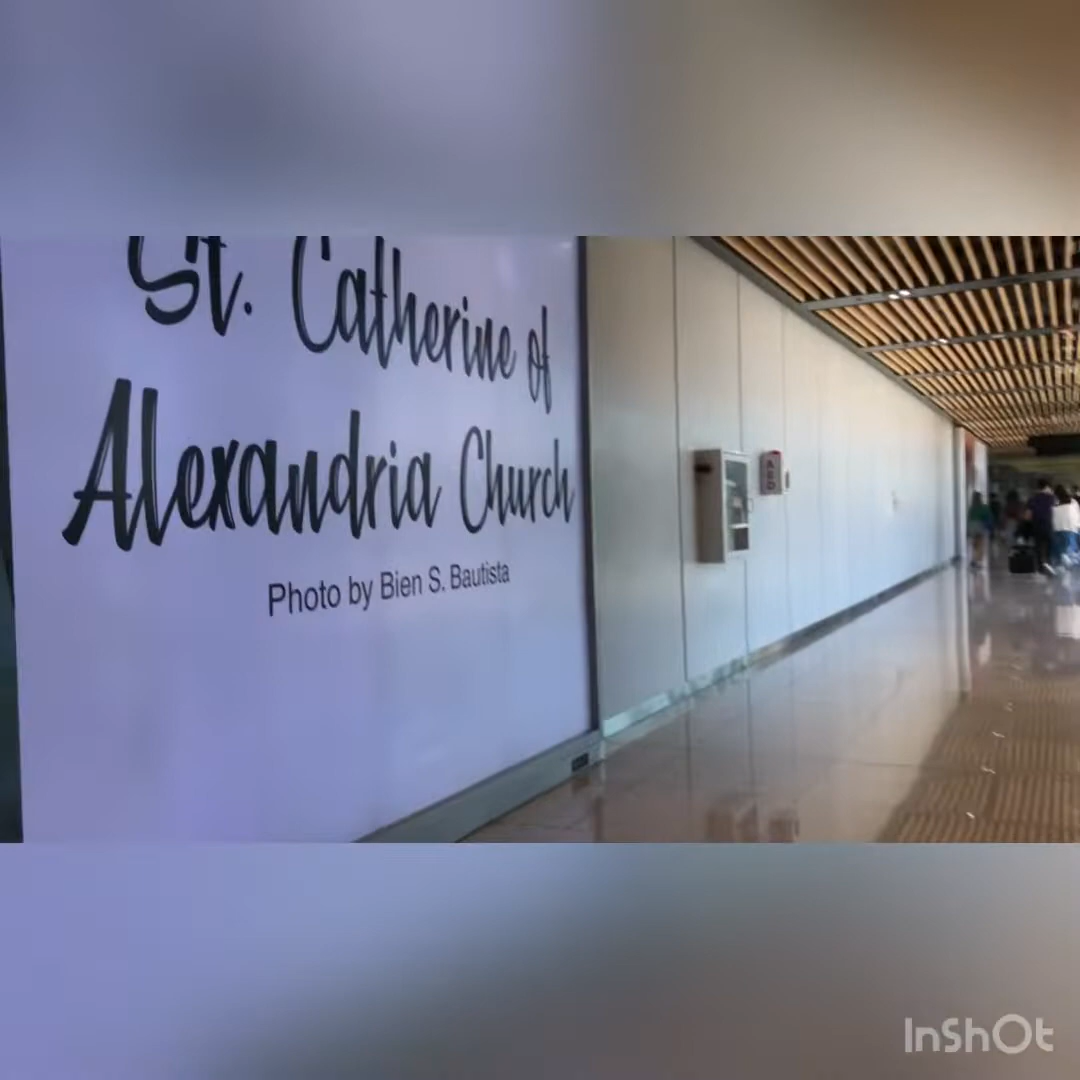 St. Catherine of
Alexandria Church
Photo by Bien S. Bautista
AED
InShOt